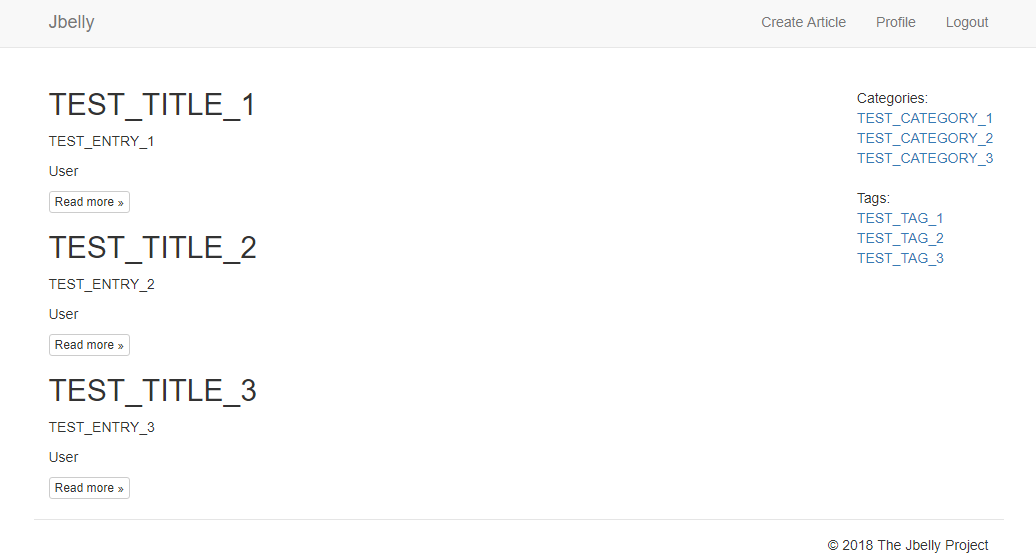 Jbelly
Create Article Profile Logout
TEST_TITLE_1
TEST_ENTRY_1
User
Read more »
TEST_TITLE_2
TEST_ENTRY_2
User
Read more »
TEST_TITLE_3
TEST_ENTRY_3
User
Read more »
Categories:
TEST_CATEGORY_1
TEST_CATEGORY_2
TEST_CATEGORY_3
Tags:
TEST_TAG_1
TEST_TAG_2
TEST_TAG_3
© 2018 The Jbelly Project